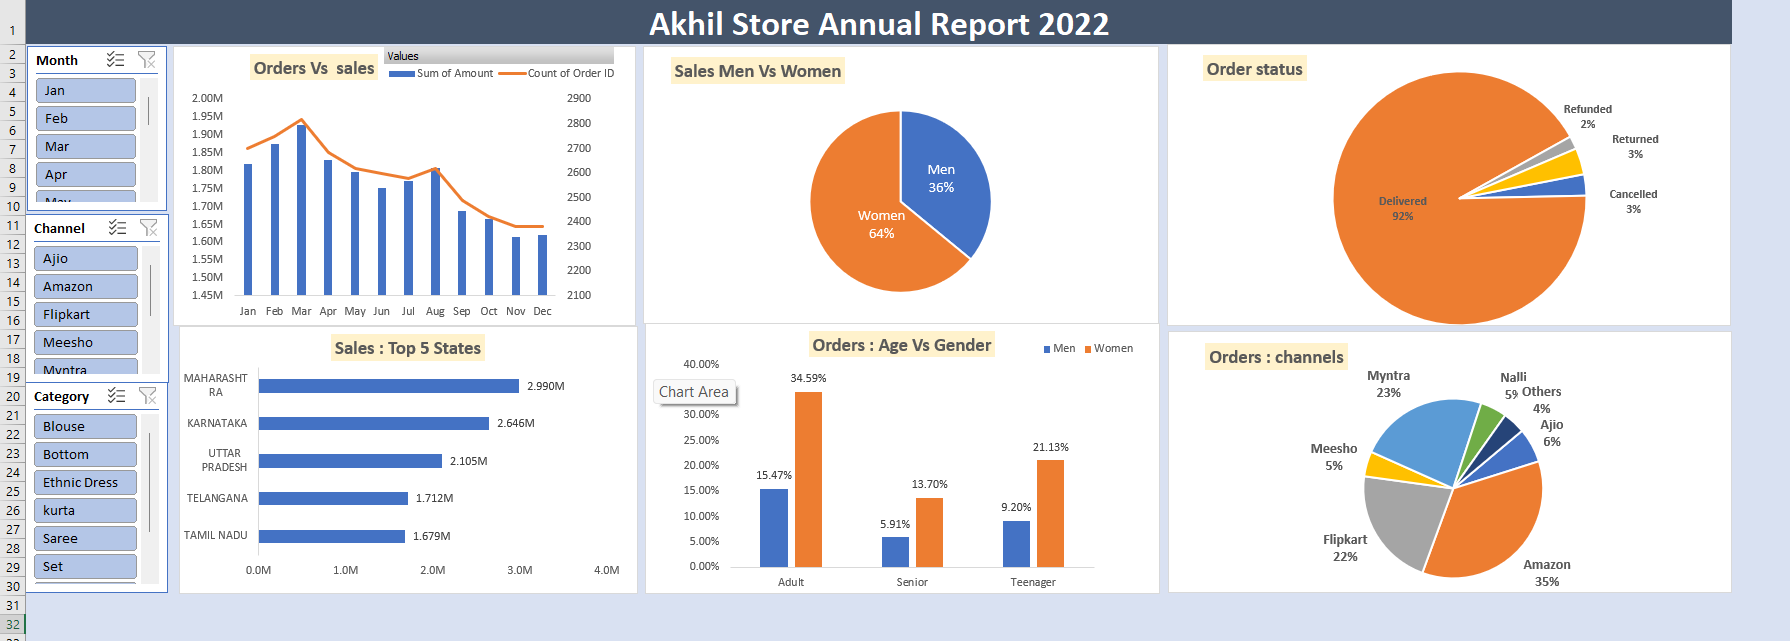 Akhil Store Annual Report 2022
1
2
3
4
5
6
7
8
9
10
11
12
13
14
15
16
17
18
19
20
21
22
23
24
25
26
27
28
29
30
31
32
Month
Jan
Feb
Mar
Apr
May
Channel
Ajio
Amazon
Flipkart
Meesho
Myntra
Category
Blouse
Bottom
Ethnic Dress
kurta
Saree
Set
Orders Vs sales
Values
Sum of Amount
Count of Order ID
2.00M
1.95M
1.90M
1.85M
1.80M
1.75M
1.70M
1.65M
1.60M
1.55M
1.50M
1.45M
2900
2800
2700
2600
2500
2400
2300
2200
2100
Jan Feb Mar Apr May Jun Jul Aug Sep Oct Nov Dec
Sales Men Vs Women
Men
36%
Women
64%
Order status
Refunded
2%
Returned
3%
Cancelled
3%
Delivered
92%
Sales : Top 5 States
MAHARASHT
RA
2.990M
KARNATAKA
2.646M
UTTAR
PRADESH
2.105M
TELANGANA
1.712M
TAMIL NADU
1.679M
0.0M 1.0M 2.0M 3.0M 4.0M
Orders : Age Vs Gender
Men Women
Chart Area
40.00%
30.00%
25.00%
20.00%
15.00%
10.00%
5.00%
0.00%
15.47%
34.59%
5.91%
13.70%
9.20%
21.13%
Adult Senior Teenager
Orders : channels
Myntra
23%
Nalli
5%
Others
4%
Ajio
6%
Meesho
5%
Flipkart
22%
Amazon
35%